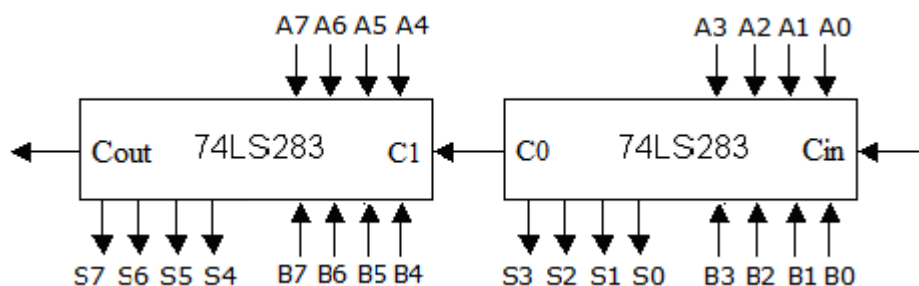 A7 A6 A5 A4 A3 A2 A1 A0
Cout 74LS283 C1 C0 74LS283 Cin
S7 S6 S5 S4 B7 B6 B5 B4 S3 S2 S1 S0 B3 B2 B1 B0